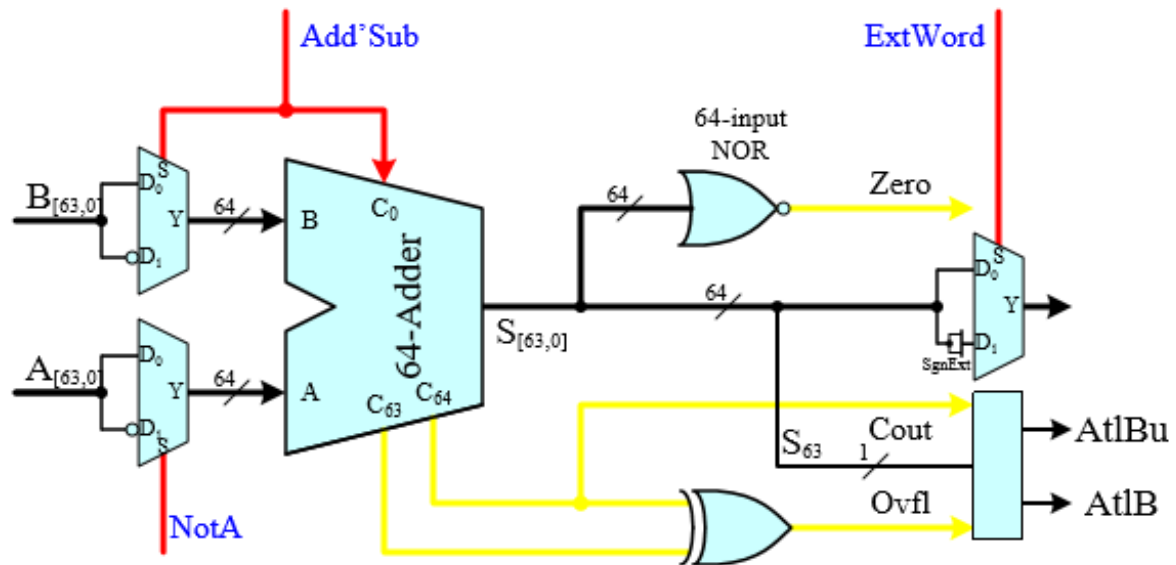 Add’Sub
ExtWord
64-input
NOR
Zero
B[63,0]
D0
D1
S
Y
64
B
C0
64-Adder
S[63,0]
64
64
S
D0
D1
Y
SgnExt
A[63,0]
D0
D1
S
Y
64
A
C63
C64
S63
1
Cout
Ovfl
AtlBu
AtlB
NotA